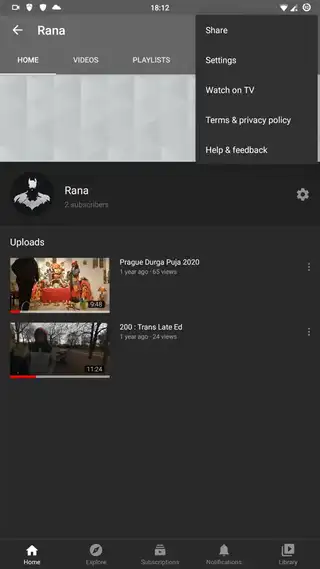 18:12
Rana
HOME
VIDEOS
PLAYLISTS
Share
Settings
Watch on TV
Terms & privacy policy
Help & feedback
Rana
2 subscribers
Uploads
Prague Durga Puja 2020
1 year ago · 65 views
9:48
200 : Trans Late Ed
1 year ago · 24 views
11:24
Home
Explore
Subscriptions
Notifications
Library